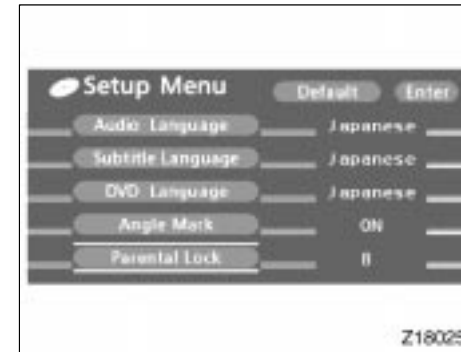 Setup Menu Default Enter
Audio Language Japanese
Subtitle Language Japanese
DVD Language Japanese
Angle Mark ON
Parental Lock 8
Z18025